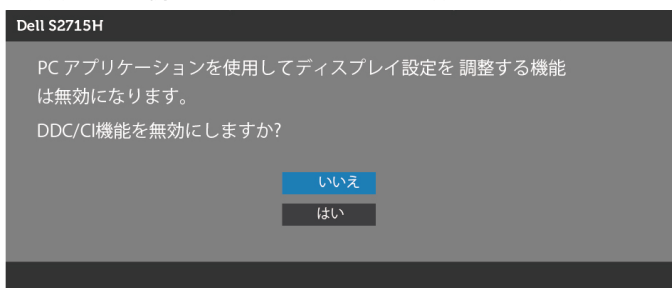 Dell S2715H
PC アプリケーションを使用してディスプレイ設定を 調整する機能
は無効になります。
DDC/CI機能を無効にしますか?
いいえ
はい